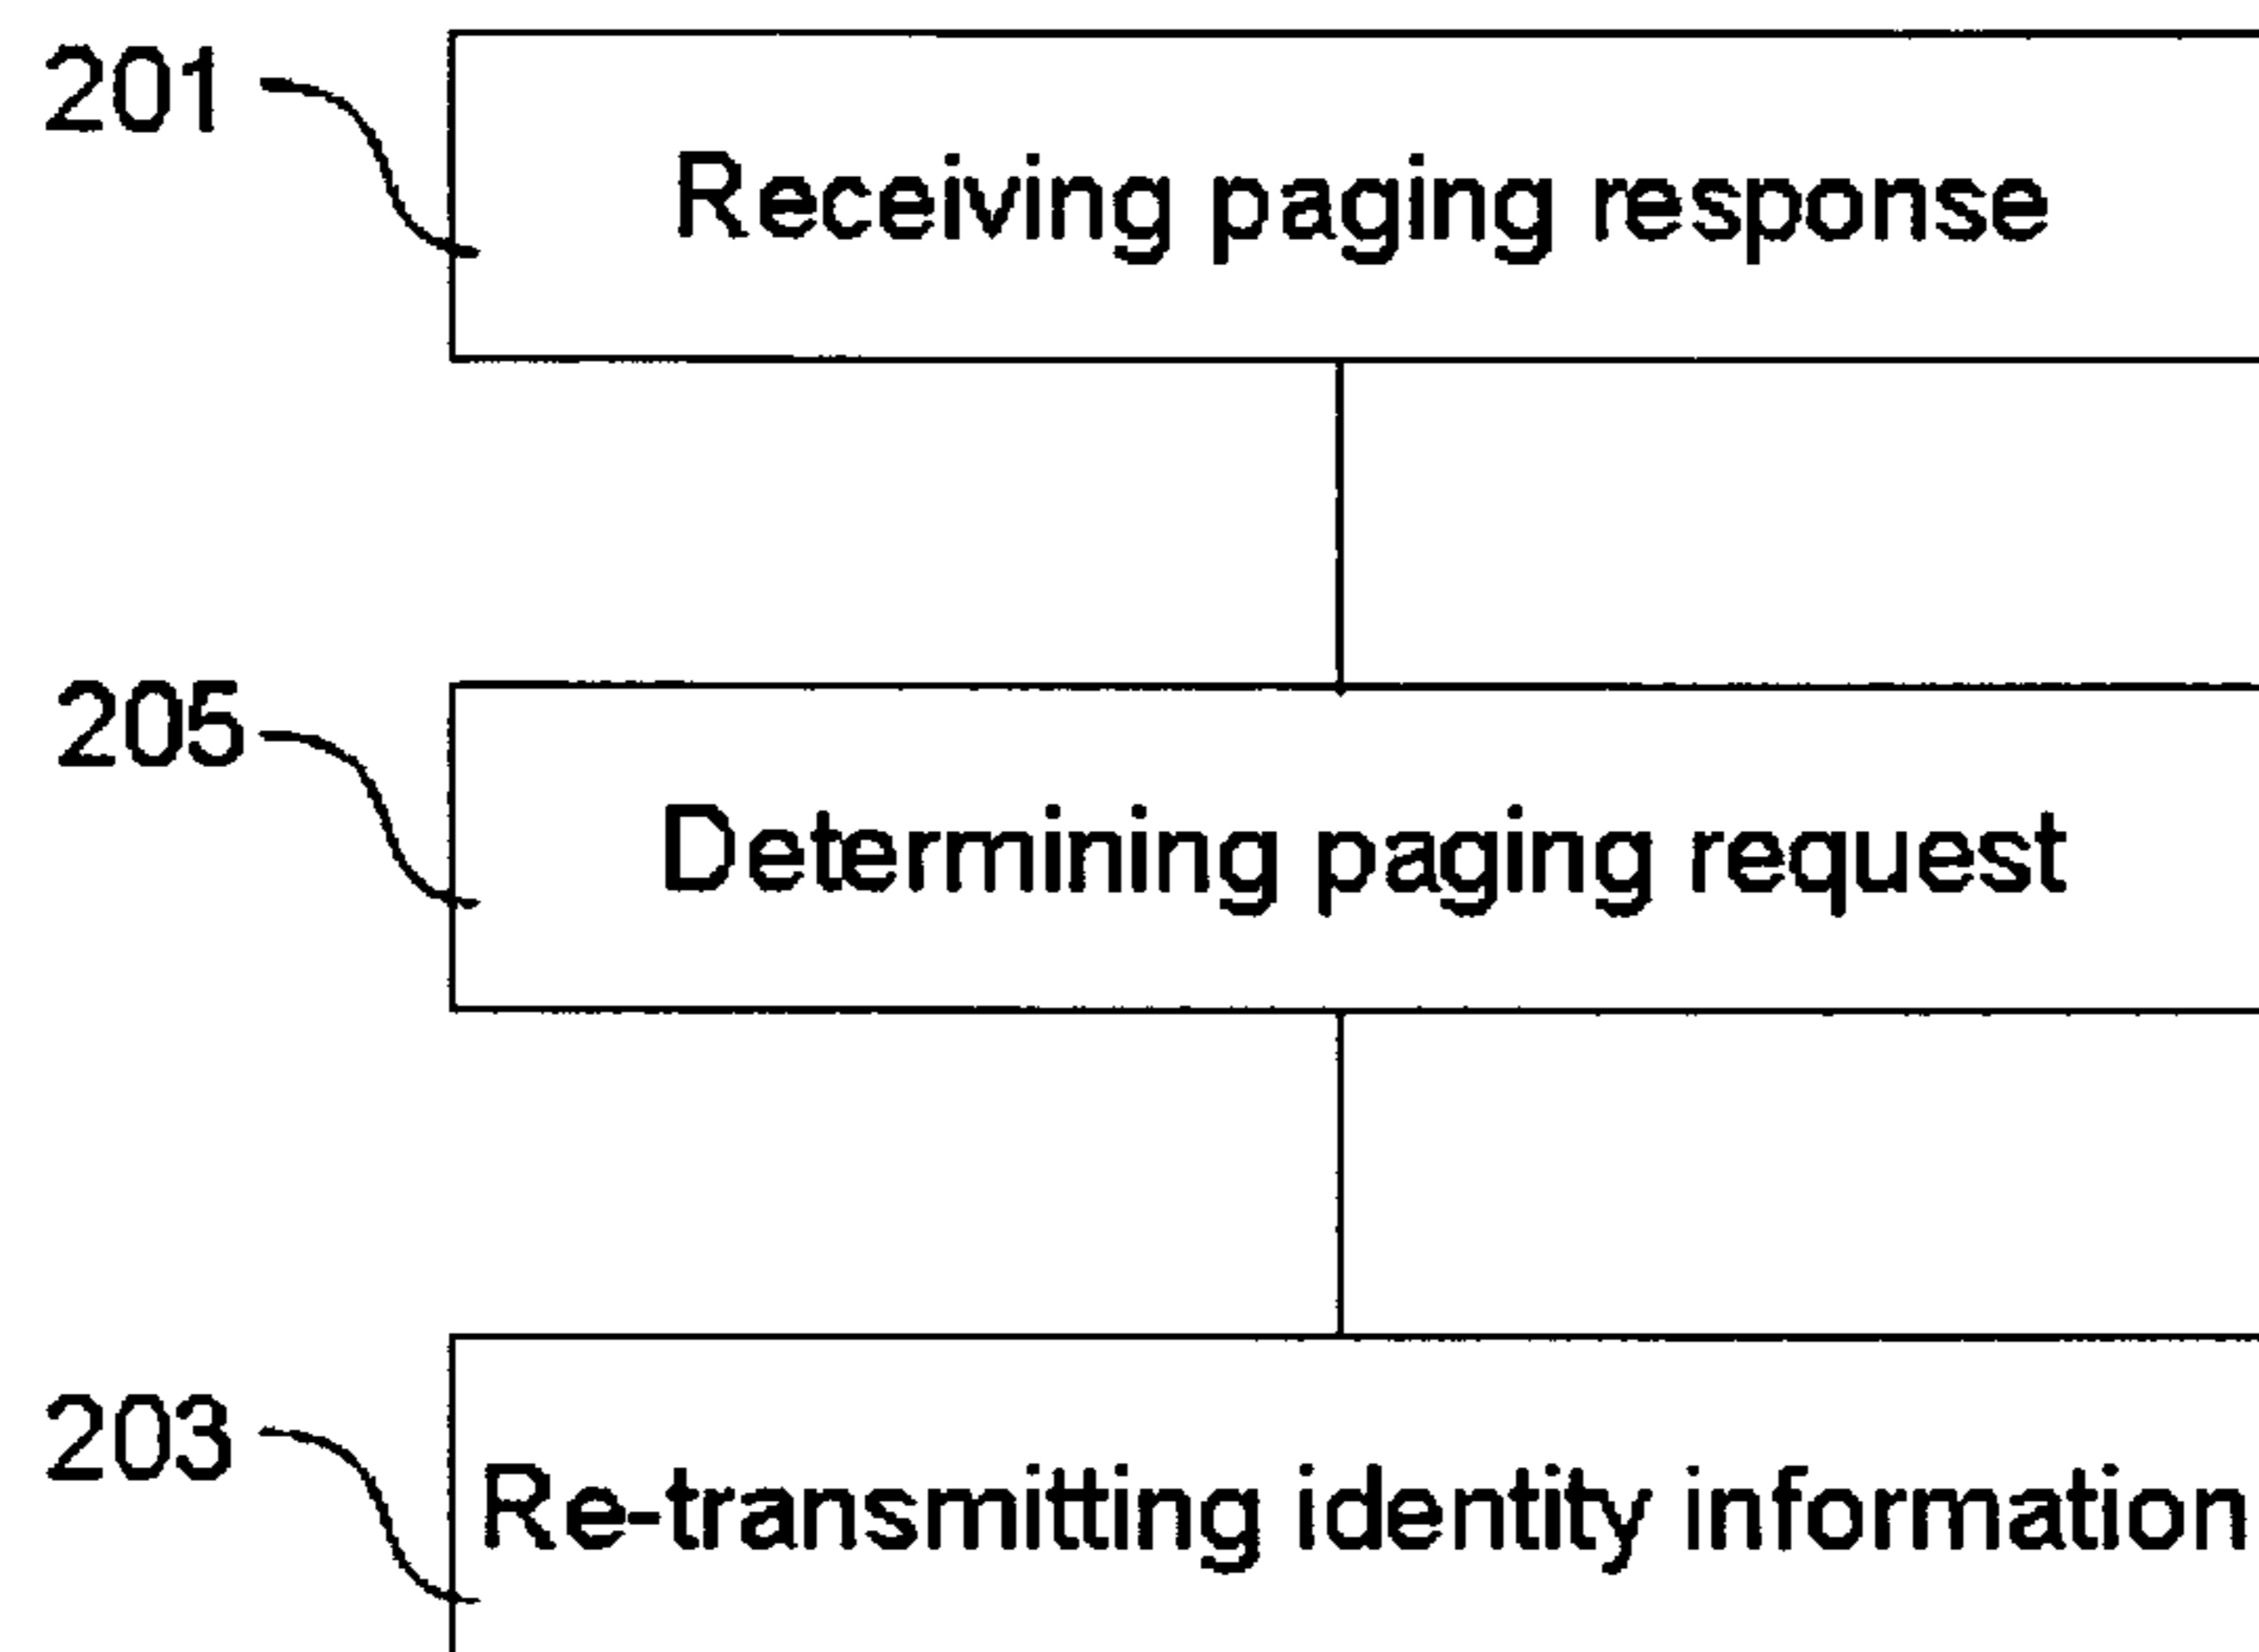 201
Receiving paging response
205
Determining paging request
203
Re-transmitting identity information